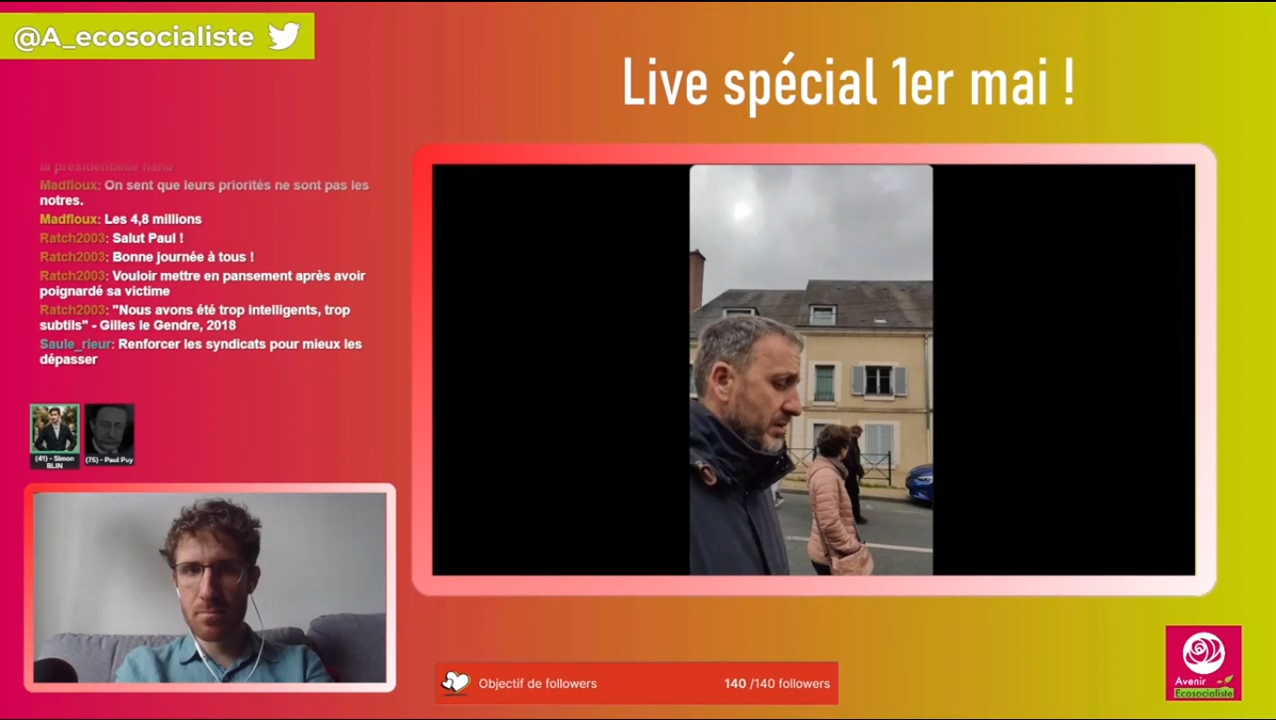 @A_ecosocialiste
Live spécial 1er mai !
la présidentielle haha
Madfloux: On sent que leurs priorités ne sont pas les
notres.
Madfloux: Les 4,8 millions
Ratch2003: Salut Paul !
Ratch2003: Bonne journée à tous !
Ratch2003: Vouloir mettre en pansement après avoir
poignardé sa victime
Ratch2003: "Nous avons été trop intelligents, trop
subtils" - Gilles le Gendre, 2018
Saule_rieur: Renforcer les syndicats pour mieux les
dépasser
(41) - Simon
BLIN
(75) - Paul Puy
Objectif de followers 140 /140 followers
Avenir
Ecosocialiste